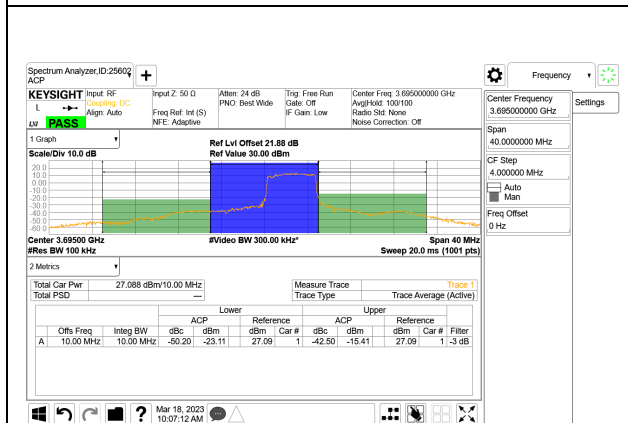 Spectrum Analyzer,ID:25602
ACP
Frequency
KEYSIGHT
Input: RF
Coupling: DC
Align: Auto
Input Z: 50 Ω
Freq Ref: Int (S)
NFE: Adaptive
Atten: 24 dB
PNO: Best Wide
Trig: Free Run
Gate: Off
IF Gain: Low
Center Freq: 3.695000000 GHz
Avg|Hold: 100/100
Radio Std: None
Noise Correction: Off
L
PASS
Center Frequency
3.695000000 GHz
Settings
Span
40.0000000 MHz
CF Step
4.000000 MHz
Auto
Man
Freq Offset
0 Hz
1 Graph
Scale/Div 10.0 dB
Ref Lvl Offset 21.88 dB
Ref Value 30.00 dBm
20.0
10.0
0.00
-10.0
-20.0
-30.0
-40.0
-50.0
-60.0
Center 3.69500 GHz
#Video BW 300.00 kHz*
Span 40 MHz
#Res BW 100 kHz
Sweep 20.0 ms (1001 pts)
2 Metrics
Total Car Pwr 27.088 dBm/10.00 MHz
Total PSD ---
Measure Trace Trace 1
Trace Type Trace Average (Active)
Lower Upper
ACP Reference ACP Reference
Offs Freq Integ BW dBc dBm dBm Car # dBc dBm dBm Car # Filter
A 10.00 MHz 10.00 MHz -50.20 -23.11 27.09 1 -42.50 -15.41 27.09 1 -3 dB
?
Mar 18, 2023
10:07:12 AM